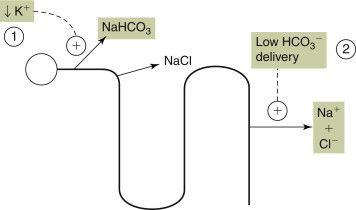 ↓ K⁺
①
+
NaHCO₃
NaCl
Low HCO₃⁻
delivery
②
+
Na⁺
+
Cl⁻